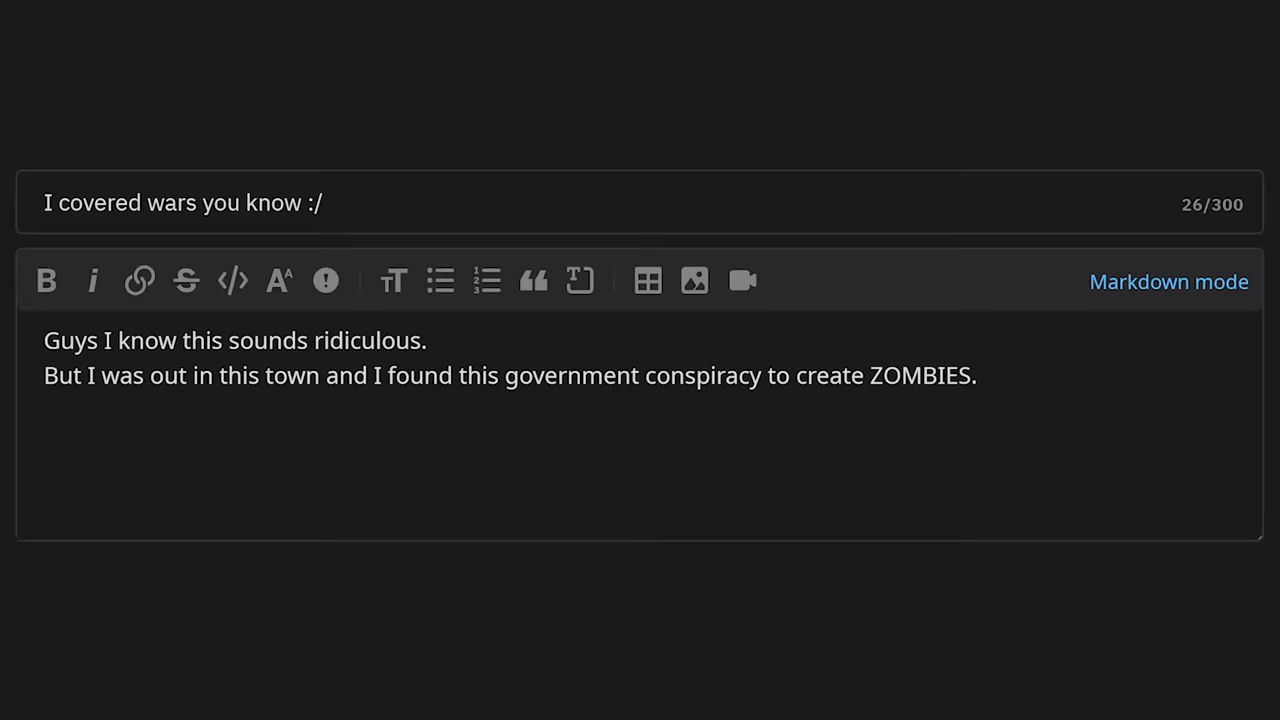 I covered wars you know :/
26/300
Markdown mode
Guys I know this sounds ridiculous.
But I was out in this town and I found this government conspiracy to create ZOMBIES.